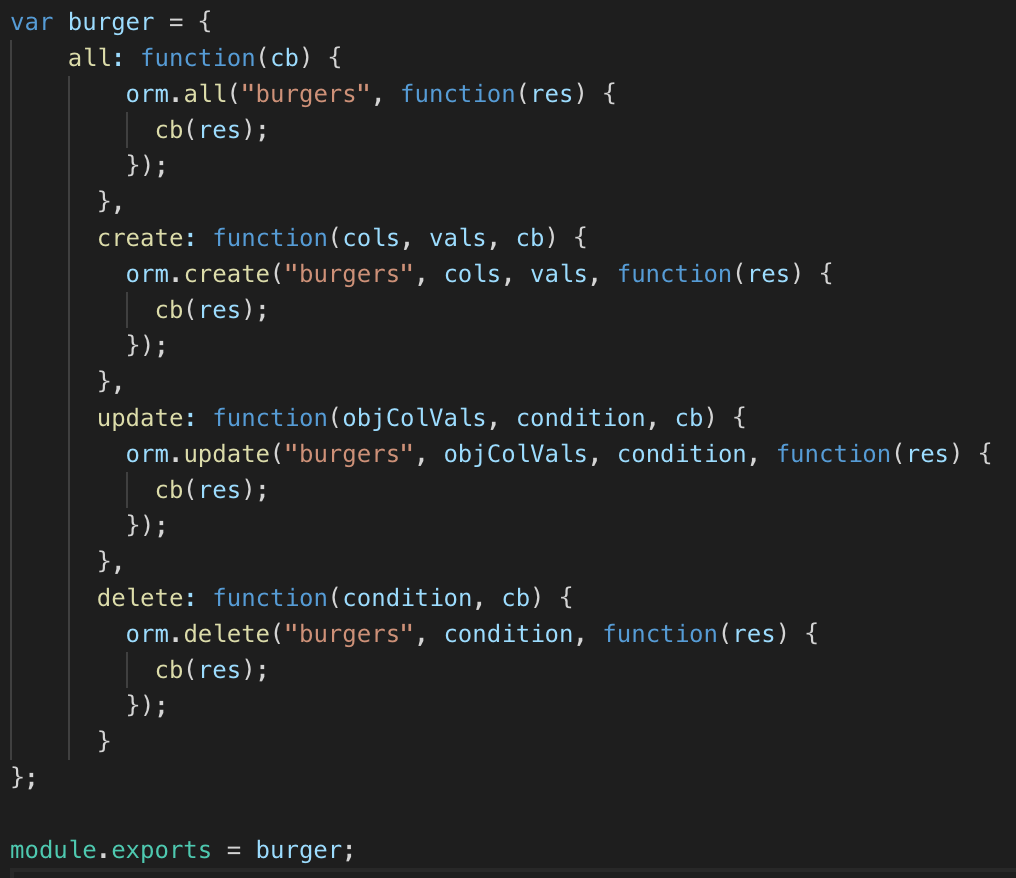 var burger = {
    all: function(cb) {
        orm.all("burgers", function(res) {
          cb(res);
        });
      },
      create: function(cols, vals, cb) {
        orm.create("burgers", cols, vals, function(res) {
          cb(res);
        });
      },
      update: function(objColVals, condition, cb) {
        orm.update("burgers", objColVals, condition, function(res) {
          cb(res);
        });
      },
      delete: function(condition, cb) {
        orm.delete("burgers", condition, function(res) {
          cb(res);
        });
      }
};

module.exports = burger;